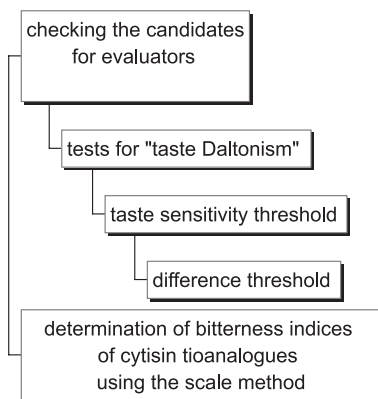 checking the candidates
for evaluators
tests for "taste Daltonism"
taste sensitivity threshold
difference threshold
determination of bitterness indices
of cytisin tioanalogues
using the scale method